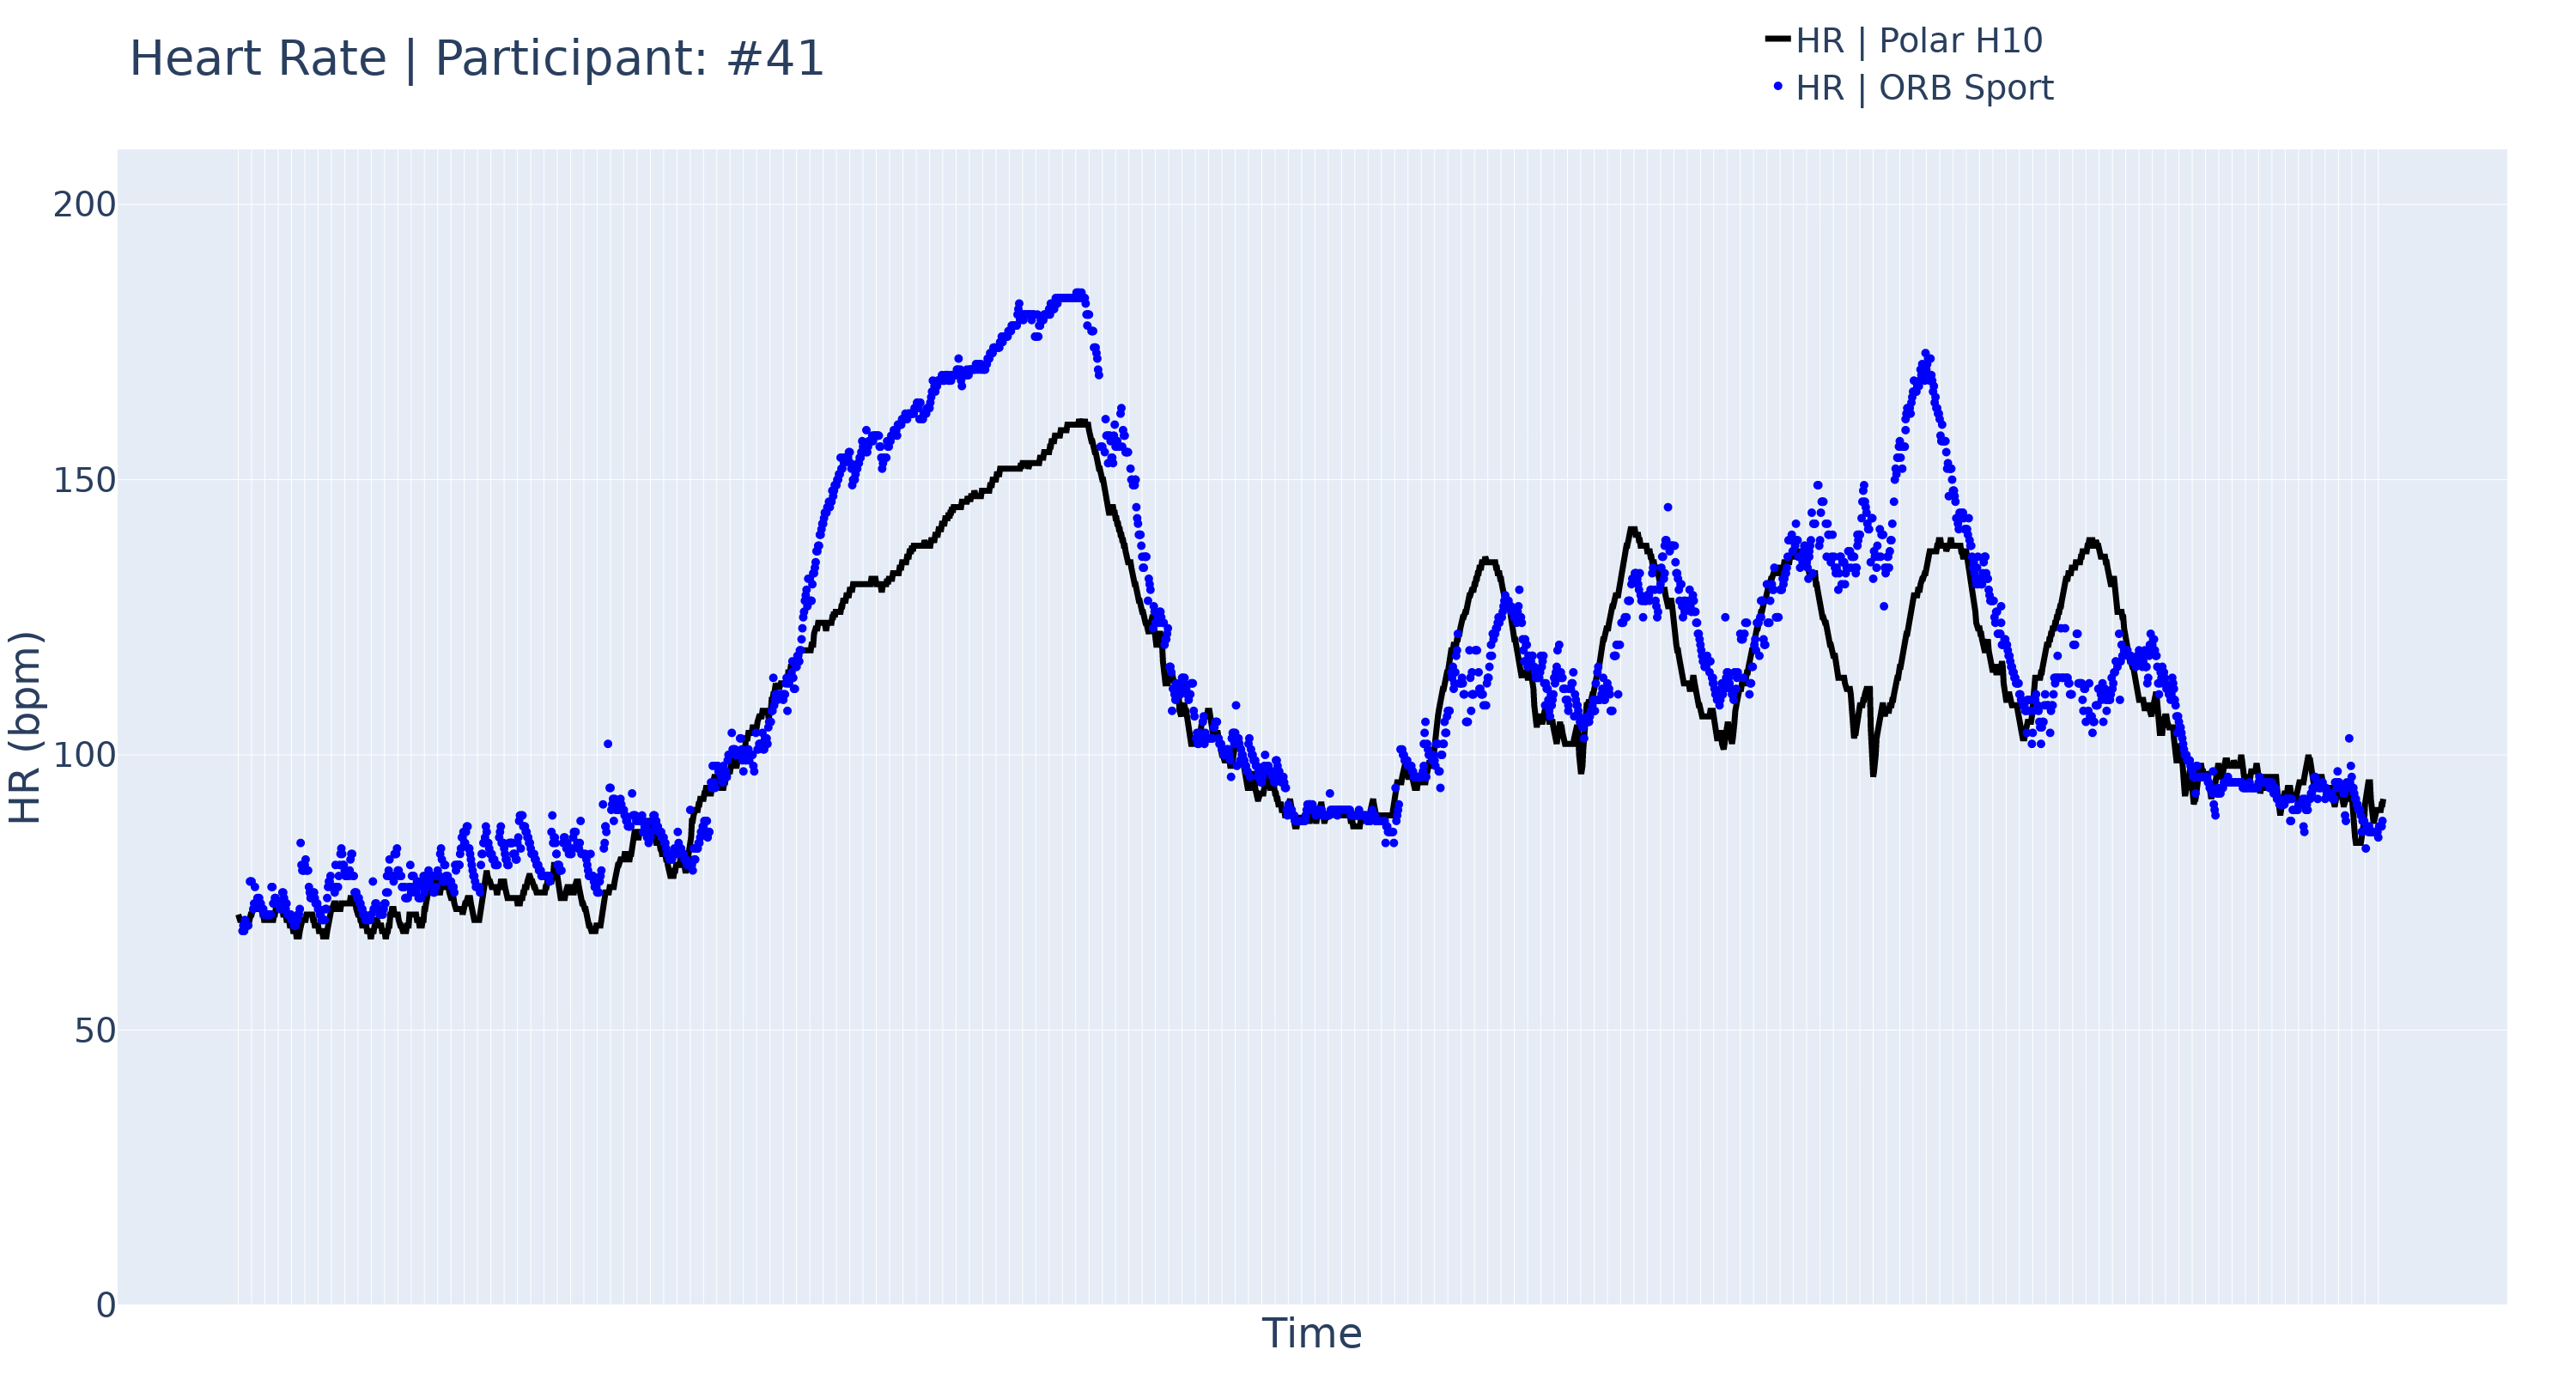 Heart Rate | Participant: #41
HR | Polar H10
HR | ORB Sport
200
150
100
50
0
HR (bpm)
Time